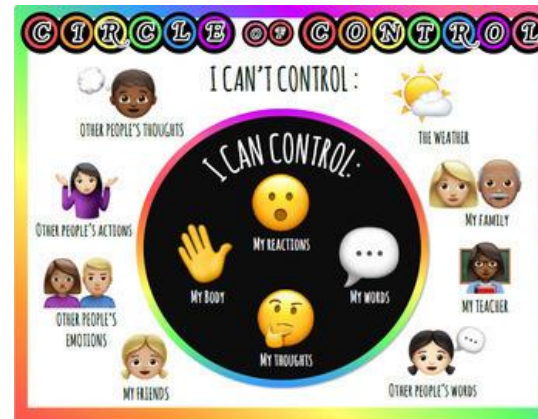 CIRCLE OF CONTROL
I CAN'T CONTROL:
OTHER PEOPLE'S THOUGHTS
THE WEATHER
I CAN CONTROL:
MY FAMILY
OTHER PEOPLE'S ACTIONS
MY REACTIONS
MY BODY
MY WORDS
MY TEACHER
OTHER PEOPLE'S
EMOTIONS
MY THOUGHTS
MY FRIENDS
OTHER PEOPLE'S WORDS